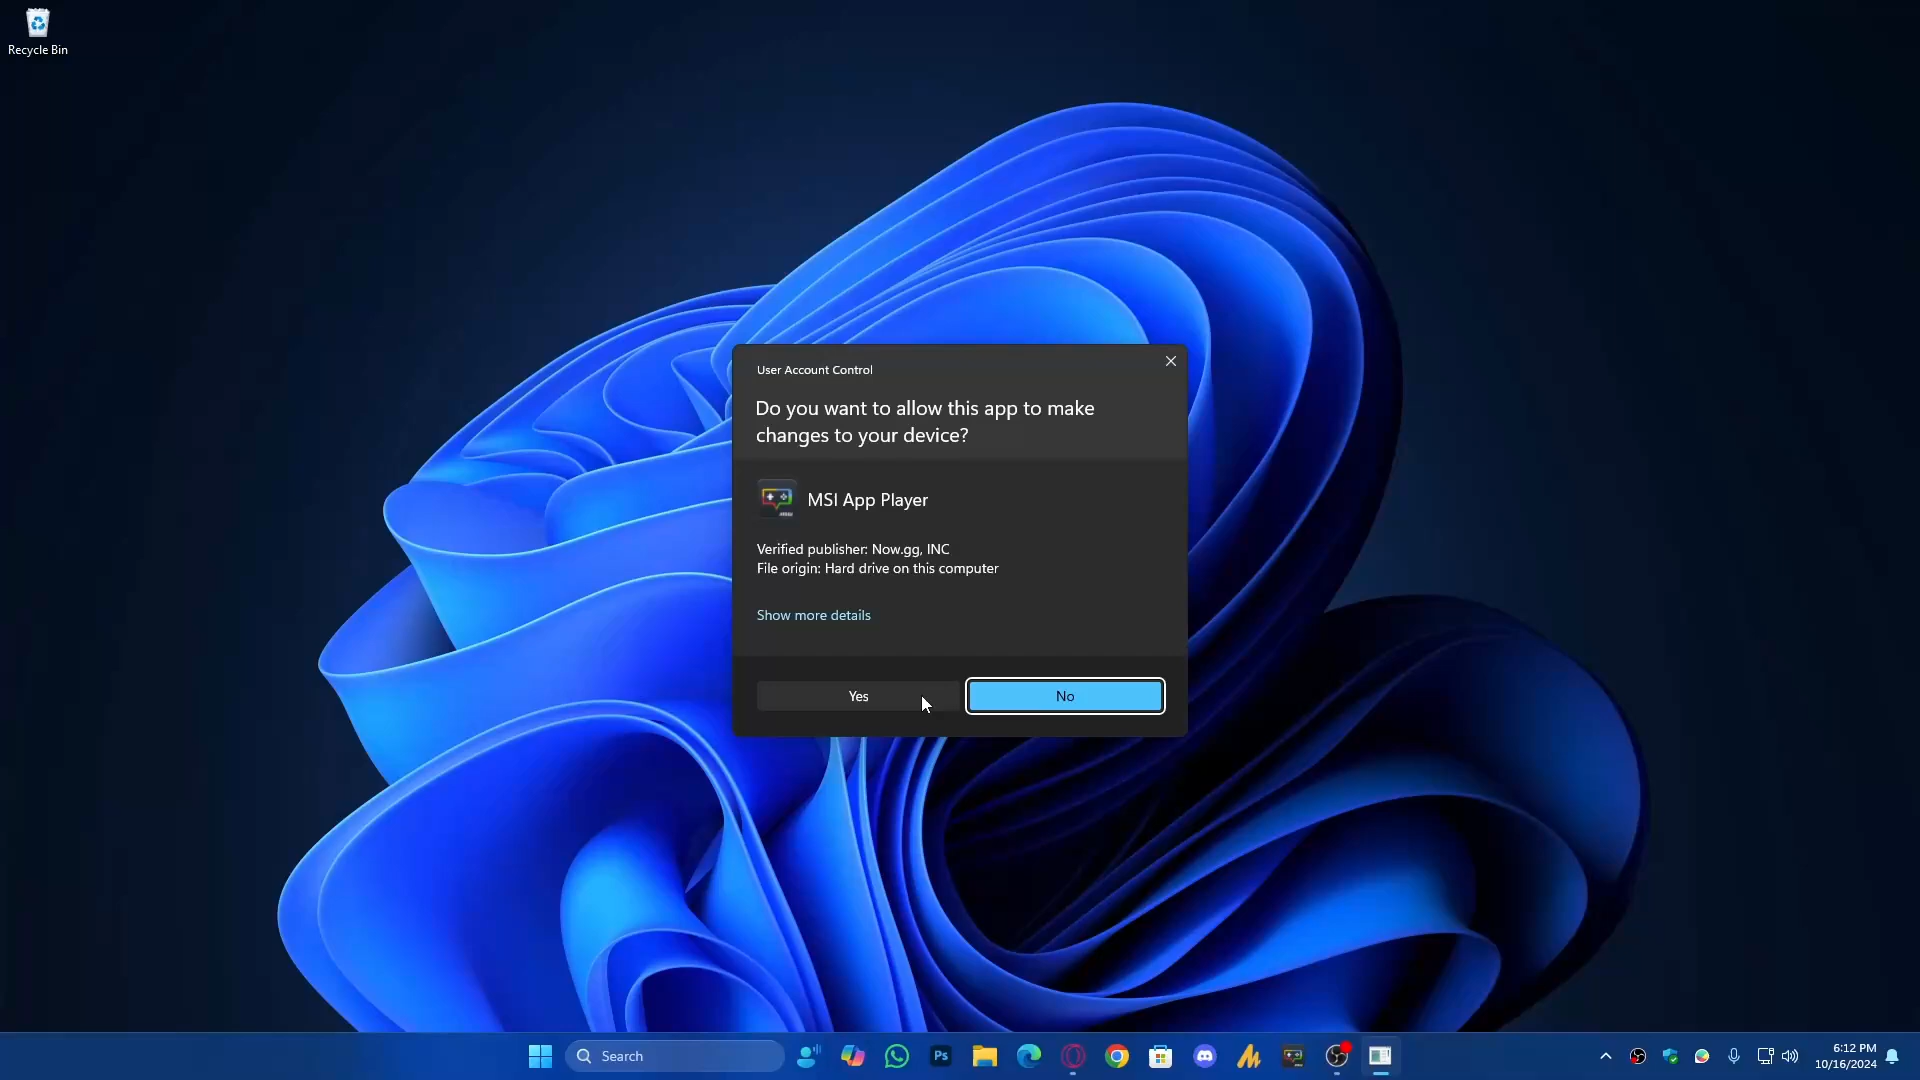 Recycle Bin
User Account Control
Do you want to allow this app to make
changes to your device?
MSI App Player
Verified publisher: Now.gg, INC
File origin: Hard drive on this computer
Show more details
Yes
No
Search
Ps
6:12 PM
10/16/2024